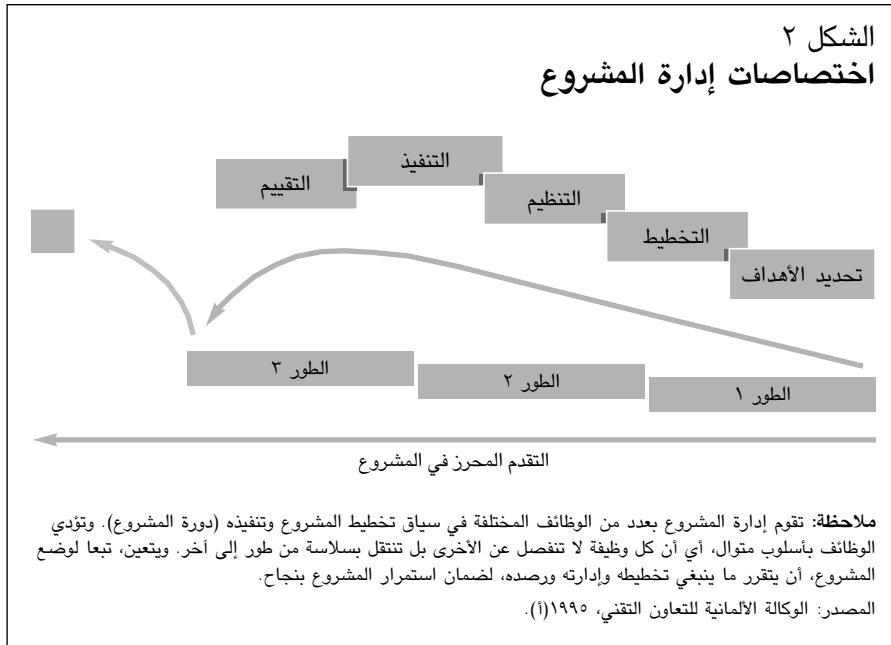 الشكل ٢
اختصاصات إدارة المشروع
التنفيذ
التقييم
التنظيم
التخطيط
تحديد الأهداف
الطور ٣
الطور ٢
الطور ١
التقدم المحرز في المشروع
ملاحظة: تقوم إدارة المشروع بعدد من الوظائف المختلفة في سياق تخطيط المشروع وتنفيذه (دورة المشروع). وتؤدي
الوظائف بأسلوب متوال، أي أن كل وظيفة لا تنفصل عن الأخرى بل تنتقل بسلاسة من طور إلى آخر. ويتعين، تبعا لوضع
المشروع، أن يتقرر ما ينبغي تخطيطه وإدارته ورصده، لضمان استمرار المشروع بنجاح.
المصدر: الوكالة الألمانية للتعاون التقني، ١٩٩٥(أ).